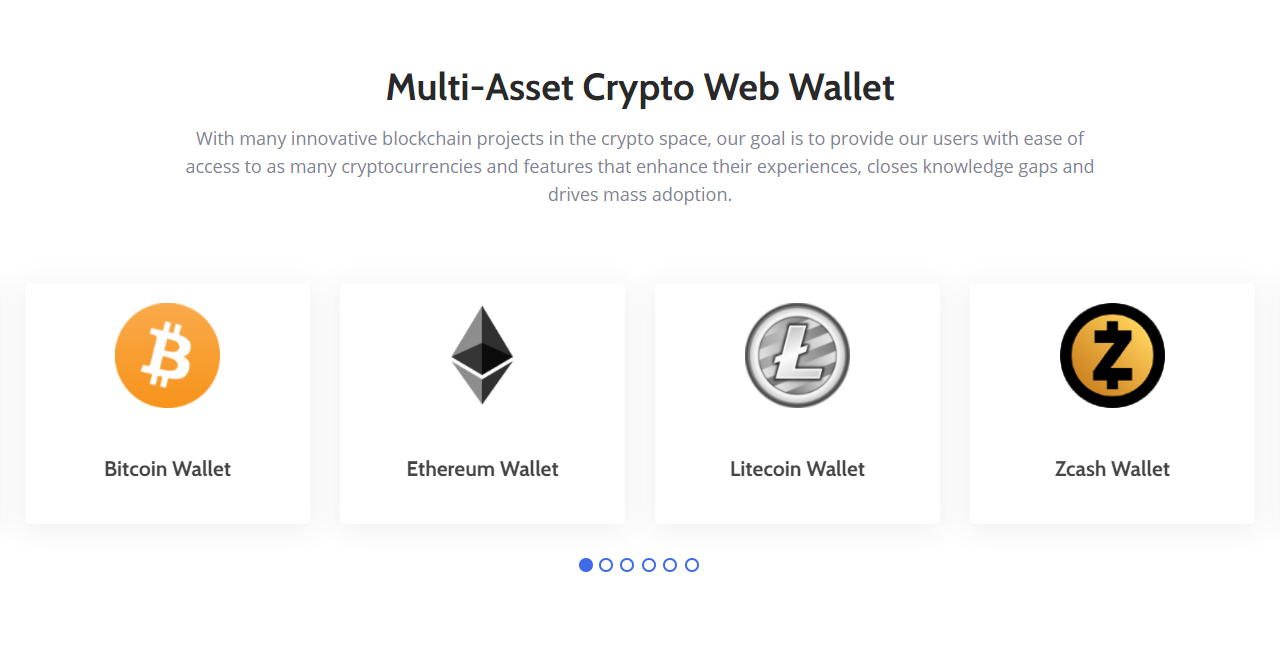 Multi-Asset Crypto Web Wallet
With many innovative blockchain projects in the crypto space, our goal is to provide our users with ease of
access to as many cryptocurrencies and features that enhance their experiences, closes knowledge gaps and
drives mass adoption.
Bitcoin Wallet
Ethereum Wallet
Litecoin Wallet
Zcash Wallet